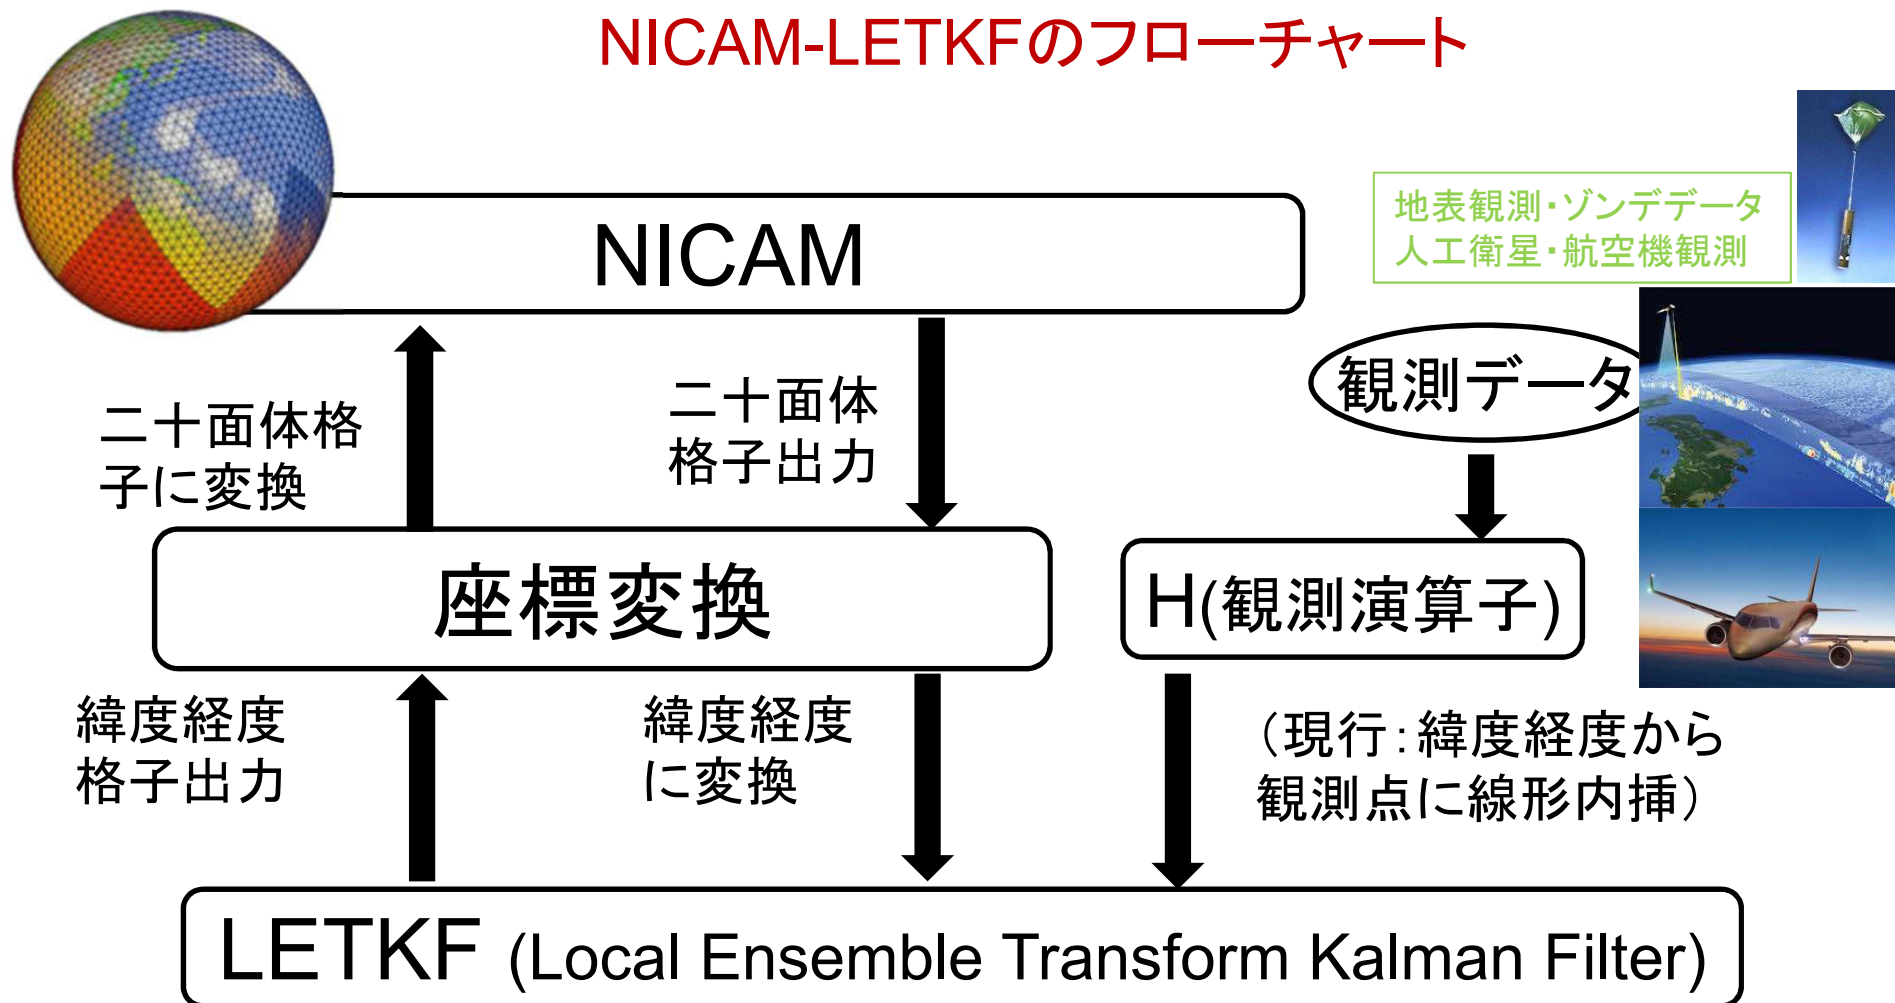 NICAM-LETKFのフローチャート
地表観測・ゾンデデータ
人工衛星・航空機観測
NICAM
観測データ
二十面体格
子に変換
二十面体
格子出力
座標変換
H(観測演算子)
緯度経度
格子出力
緯度経度
に変換
（現行：緯度経度から
観測点に線形内挿）
LETKF (Local Ensemble Transform Kalman Filter)